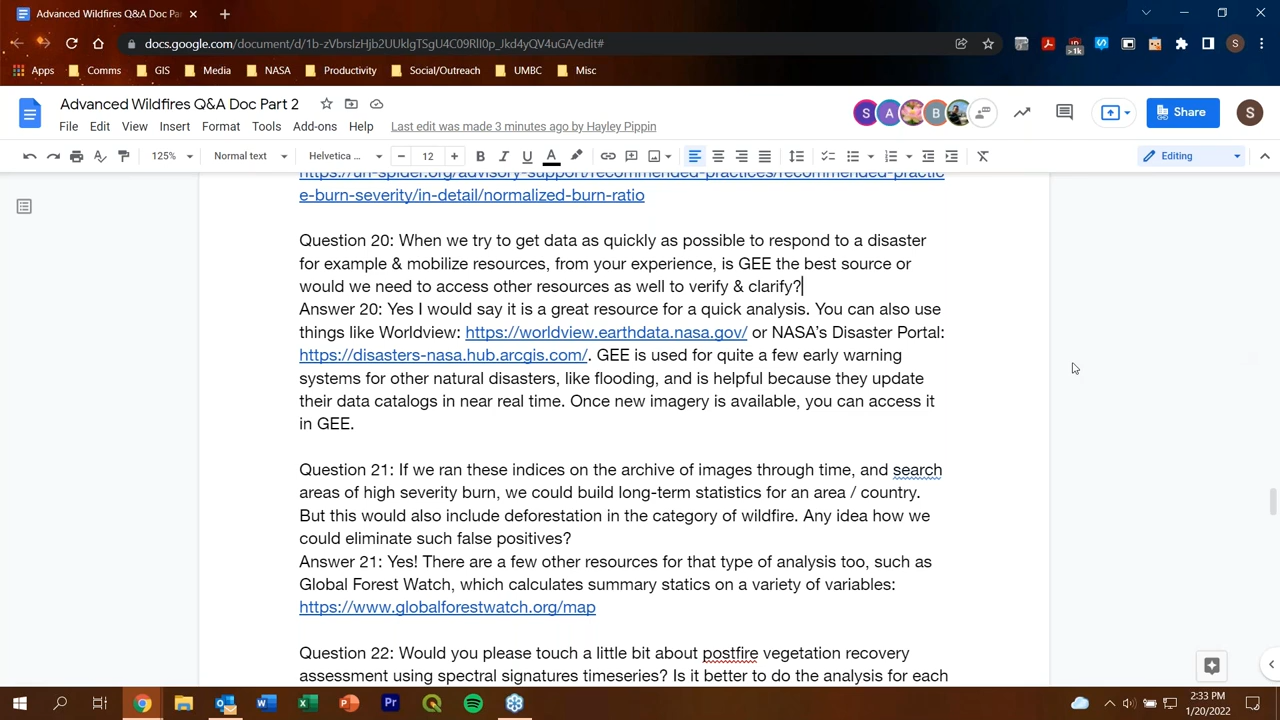 Advanced Wildfires Q&A Doc Pa
docs.google.com/document/d/1b-zVbrsIzHjb2UUklgTSgU4C09RlI0p_Jkd4yQV4uGA/edit#
>1k
S
Apps
Comms
GIS
Media
NASA
Productivity
Social/Outreach
UMBC
Misc
Advanced Wildfires Q&A Doc Part 2
S
A
B
Share
S
File
Edit
View
Insert
Format
Tools
Add-ons
Help
Last edit was made 3 minutes ago by Hayley Pippin
125%
Normal text
Helvetica ...
12
Editing
https://un-spider.org/advisory-support/recommended-practices/recommended-practic
e-burn-severity/in-detail/normalized-burn-ratio
Question 20: When we try to get data as quickly as possible to respond to a disaster
for example & mobilize resources, from your experience, is GEE the best source or
would we need to access other resources as well to verify & clarify?
Answer 20: Yes I would say it is a great resource for a quick analysis. You can also use
things like Worldview: https://worldview.earthdata.nasa.gov/ or NASA's Disaster Portal:
https://disasters-nasa.hub.arcgis.com/. GEE is used for quite a few early warning
systems for other natural disasters, like flooding, and is helpful because they update
their data catalogs in near real time. Once new imagery is available, you can access it
in GEE.
Question 21: If we ran these indices on the archive of images through time, and search
areas of high severity burn, we could build long-term statistics for an area / country.
But this would also include deforestation in the category of wildfire. Any idea how we
could eliminate such false positives?
Answer 21: Yes! There are a few other resources for that type of analysis too, such as
Global Forest Watch, which calculates summary statics on a variety of variables:
https://www.globalforestwatch.org/map
Question 22: Would you please touch a little bit about postfire vegetation recovery
assessment using spectral signatures timeseries? Is it better to do the analysis for each
2:33 PM
1/20/2022